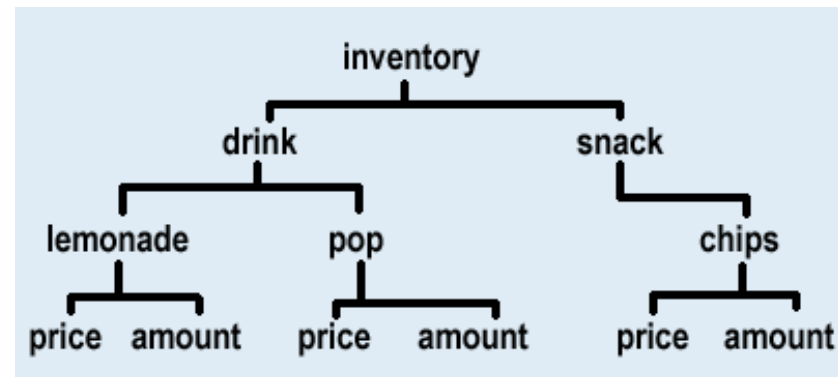 inventory
drink snack
lemonade pop chips
price amount price amount price amount